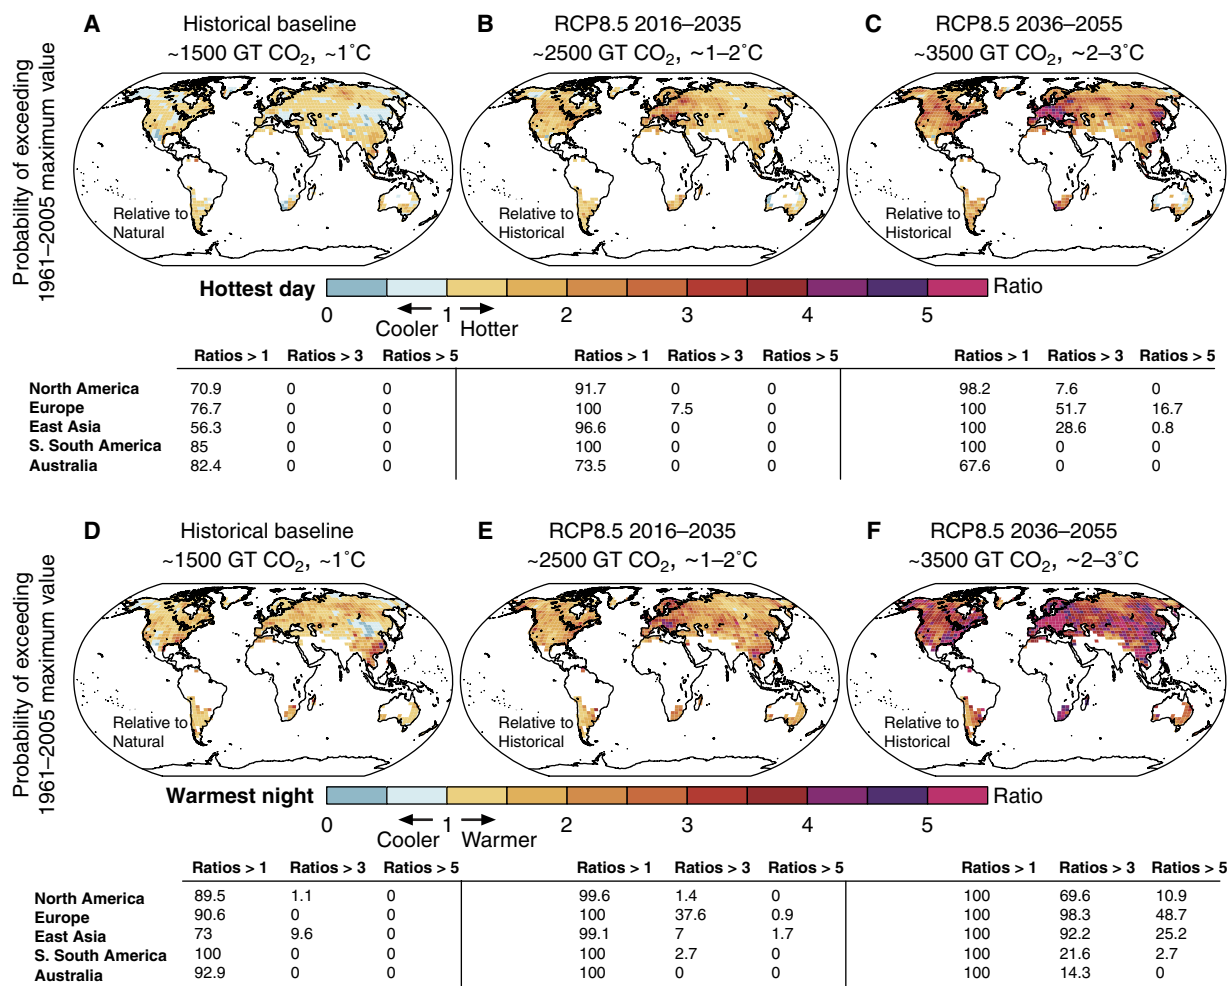 A Historical baseline B RCP8.5 2016–2035 C RCP8.5 2036–2055
~1500 GT CO₂, ~1˚C ~2500 GT CO₂, ~1–2˚C ~3500 GT CO₂, ~2–3˚C
Probability of exceeding
1961–2005 maximum value
Relative to Relative to Relative to
Natural Historical Historical
Hottest day Ratio
0 1 2 3 4 5
Cooler Hotter
Ratios > 1 Ratios > 3 Ratios > 5 Ratios > 1 Ratios > 3 Ratios > 5 Ratios > 1 Ratios > 3 Ratios > 5
North America 70.9 0 0 91.7 0 0 98.2 7.6 0
Europe 76.7 0 0 100 7.5 0 100 51.7 16.7
East Asia 56.3 0 0 96.6 0 0 100 28.6 0.8
S. South America 85 0 0 100 0 0 100 0 0
Australia 82.4 0 0 73.5 0 0 67.6 0 0
D Historical baseline E RCP8.5 2016–2035 F RCP8.5 2036–2055
~1500 GT CO₂, ~1˚C ~2500 GT CO₂, ~1–2˚C ~3500 GT CO₂, ~2–3˚C
Probability of exceeding
1961–2005 maximum value
Relative to Relative to Relative to
Natural Historical Historical
Warmest night Ratio
0 1 2 3 4 5
Cooler Warmer
Ratios > 1 Ratios > 3 Ratios > 5 Ratios > 1 Ratios > 3 Ratios > 5 Ratios > 1 Ratios > 3 Ratios > 5
North America 89.5 1.1 0 99.6 1.4 0 100 69.6 10.9
Europe 90.6 0 0 100 37.6 0.9 100 98.3 48.7
East Asia 73 9.6 0 99.1 7 1.7 100 92.2 25.2
S. South America 100 0 0 100 2.7 0 100 21.6 2.7
Australia 92.9 0 0 100 0 0 100 14.3 0